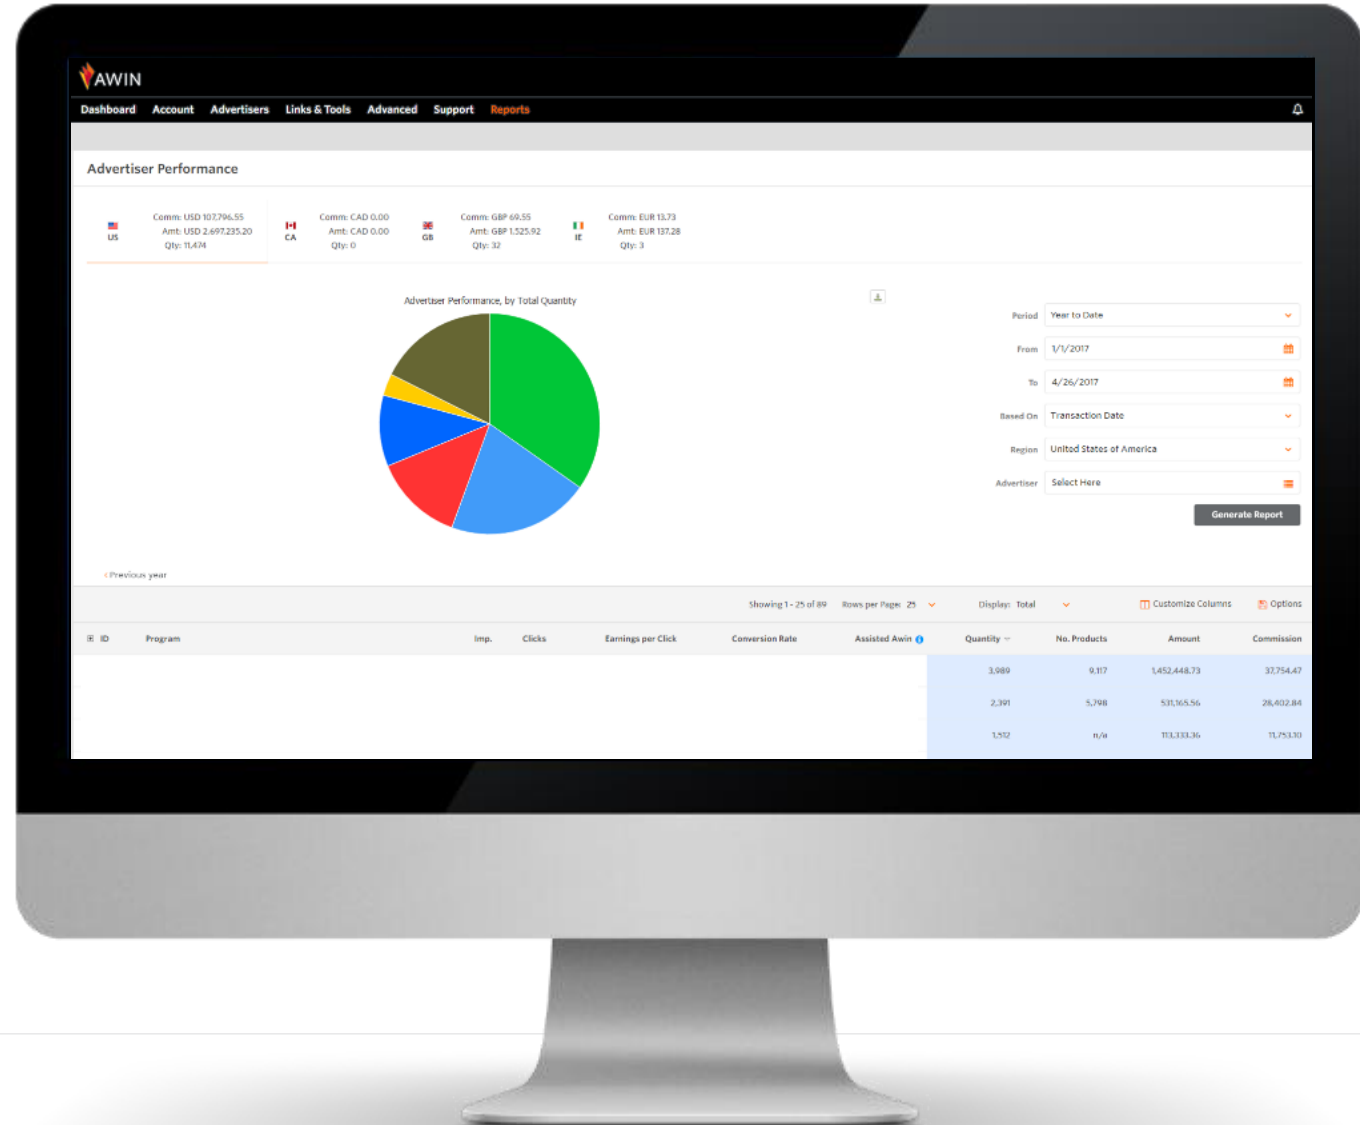 AWIN
Dashboard Account Advertisers Links & Tools Advanced Support Reports
Advertiser Performance
US
Comm: USD 107,796.55
Amt: USD 2.697.235.20
Qty: 11,474
CA
Comm: CAD 0.00
Amt: CAD 0.00
Qty: 0
GB
Comm: GBP 69.55
Amt: GBP 1.525.92
Qty: 32
IE
Comm: EUR 13.73
Amt: EUR 137.28
Qty: 3
Advertiser Performance, by Total Quantity
Period Year to Date
From 1/1/2017
To 4/26/2017
Based On Transaction Date
Region United States of America
Advertiser Select Here
Generate Report
Previous year
Showing 1 - 25 of 89 Rows per Page: 25 Display: Total Customize Columns Options
ID Program Imp. Clicks Earnings per Click Conversion Rate Assisted Awin Quantity No. Products Amount Commission
3,989 9,117 1,452,448.73 37,754.47
2,391 5,798 531,165.56 28,402.84
1,512 n/a 113,333.36 11,753.10